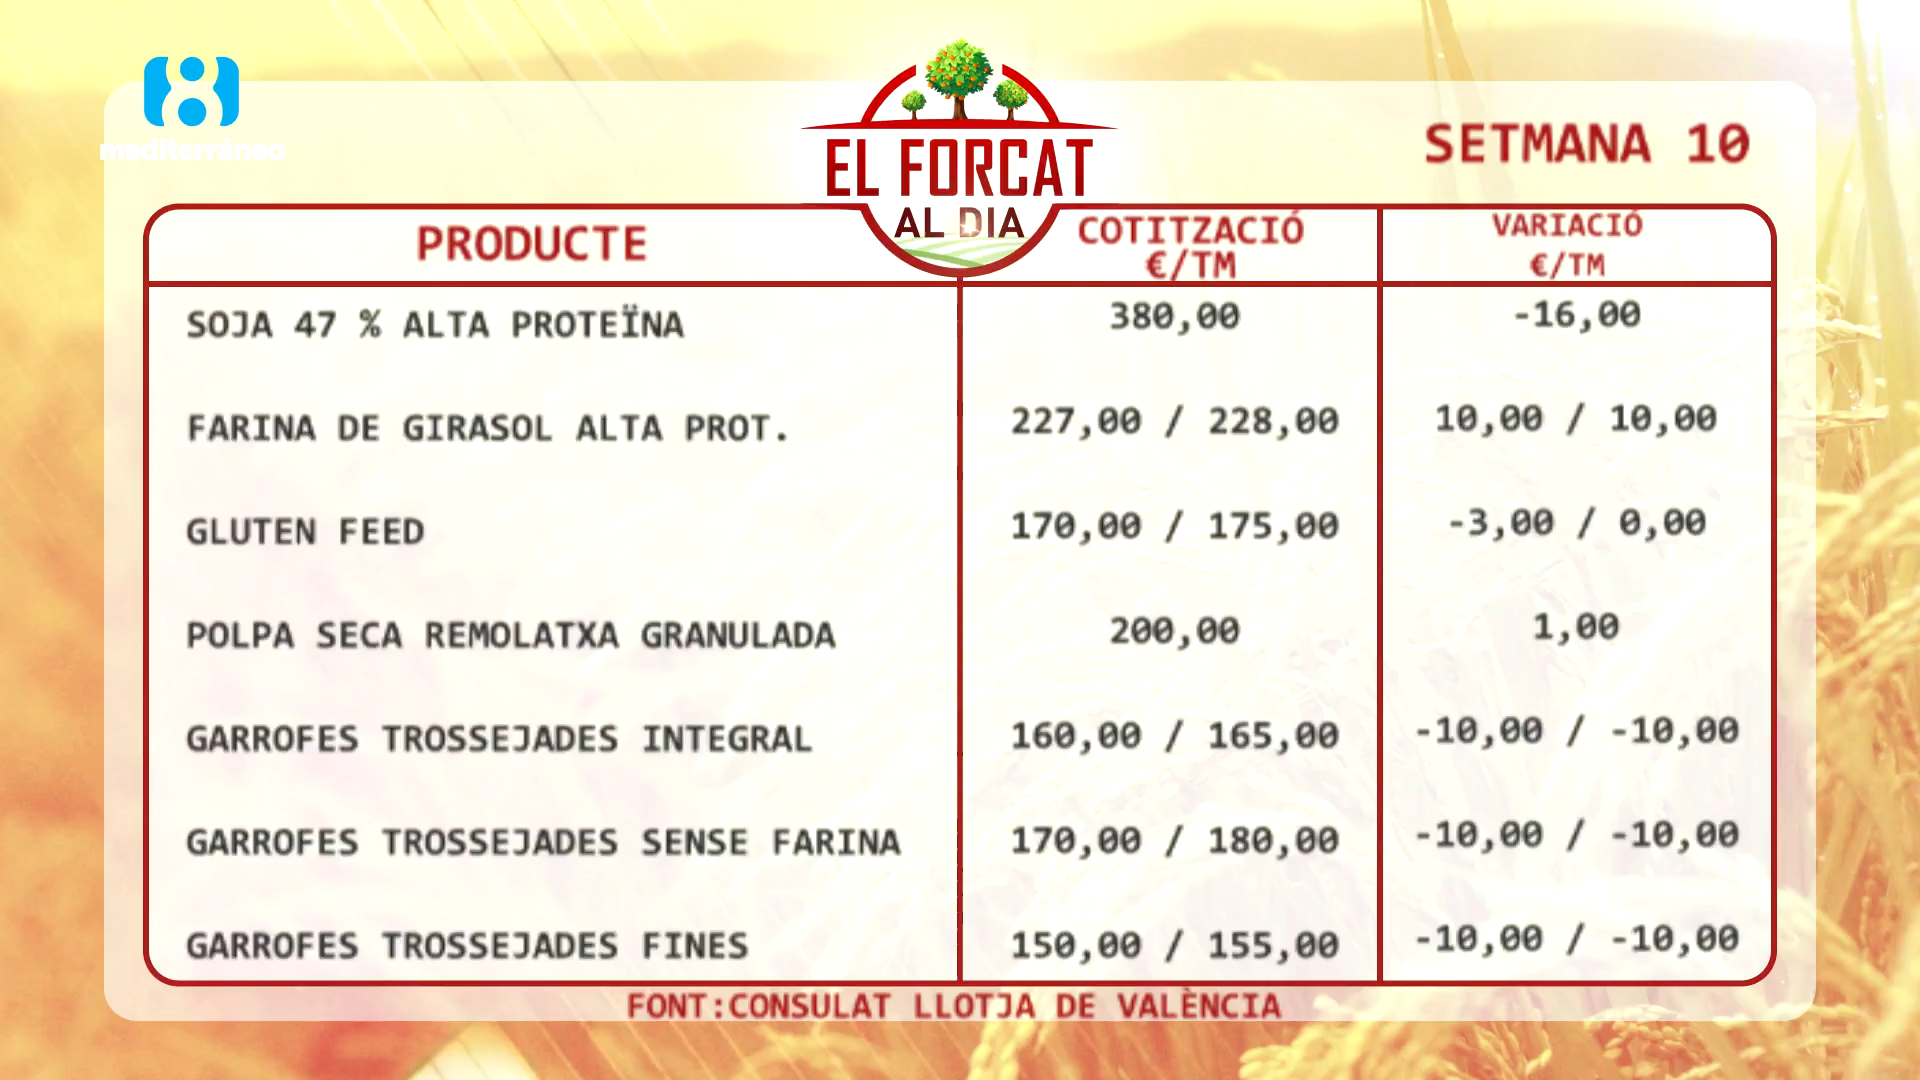 8
mediterráneo
EL FORCAT
AL DIA
SETMANA 10
PRODUCTE
COTITZACIÓ
€/TM
VARIACIÓ
€/TM
SOJA 47 % ALTA PROTEÏNA 380,00 -16,00
FARINA DE GIRASOL ALTA PROT. 227,00 / 228,00 10,00 / 10,00
GLUTEN FEED 170,00 / 175,00 -3,00 / 0,00
POLPA SECA REMOLATXA GRANULADA 200,00 1,00
GARROFES TROSSEJADES INTEGRAL 160,00 / 165,00 -10,00 / -10,00
GARROFES TROSSEJADES SENSE FARINA 170,00 / 180,00 -10,00 / -10,00
GARROFES TROSSEJADES FINES 150,00 / 155,00 -10,00 / -10,00
FONT:CONSULAT LLOTJA DE VALÈNCIA